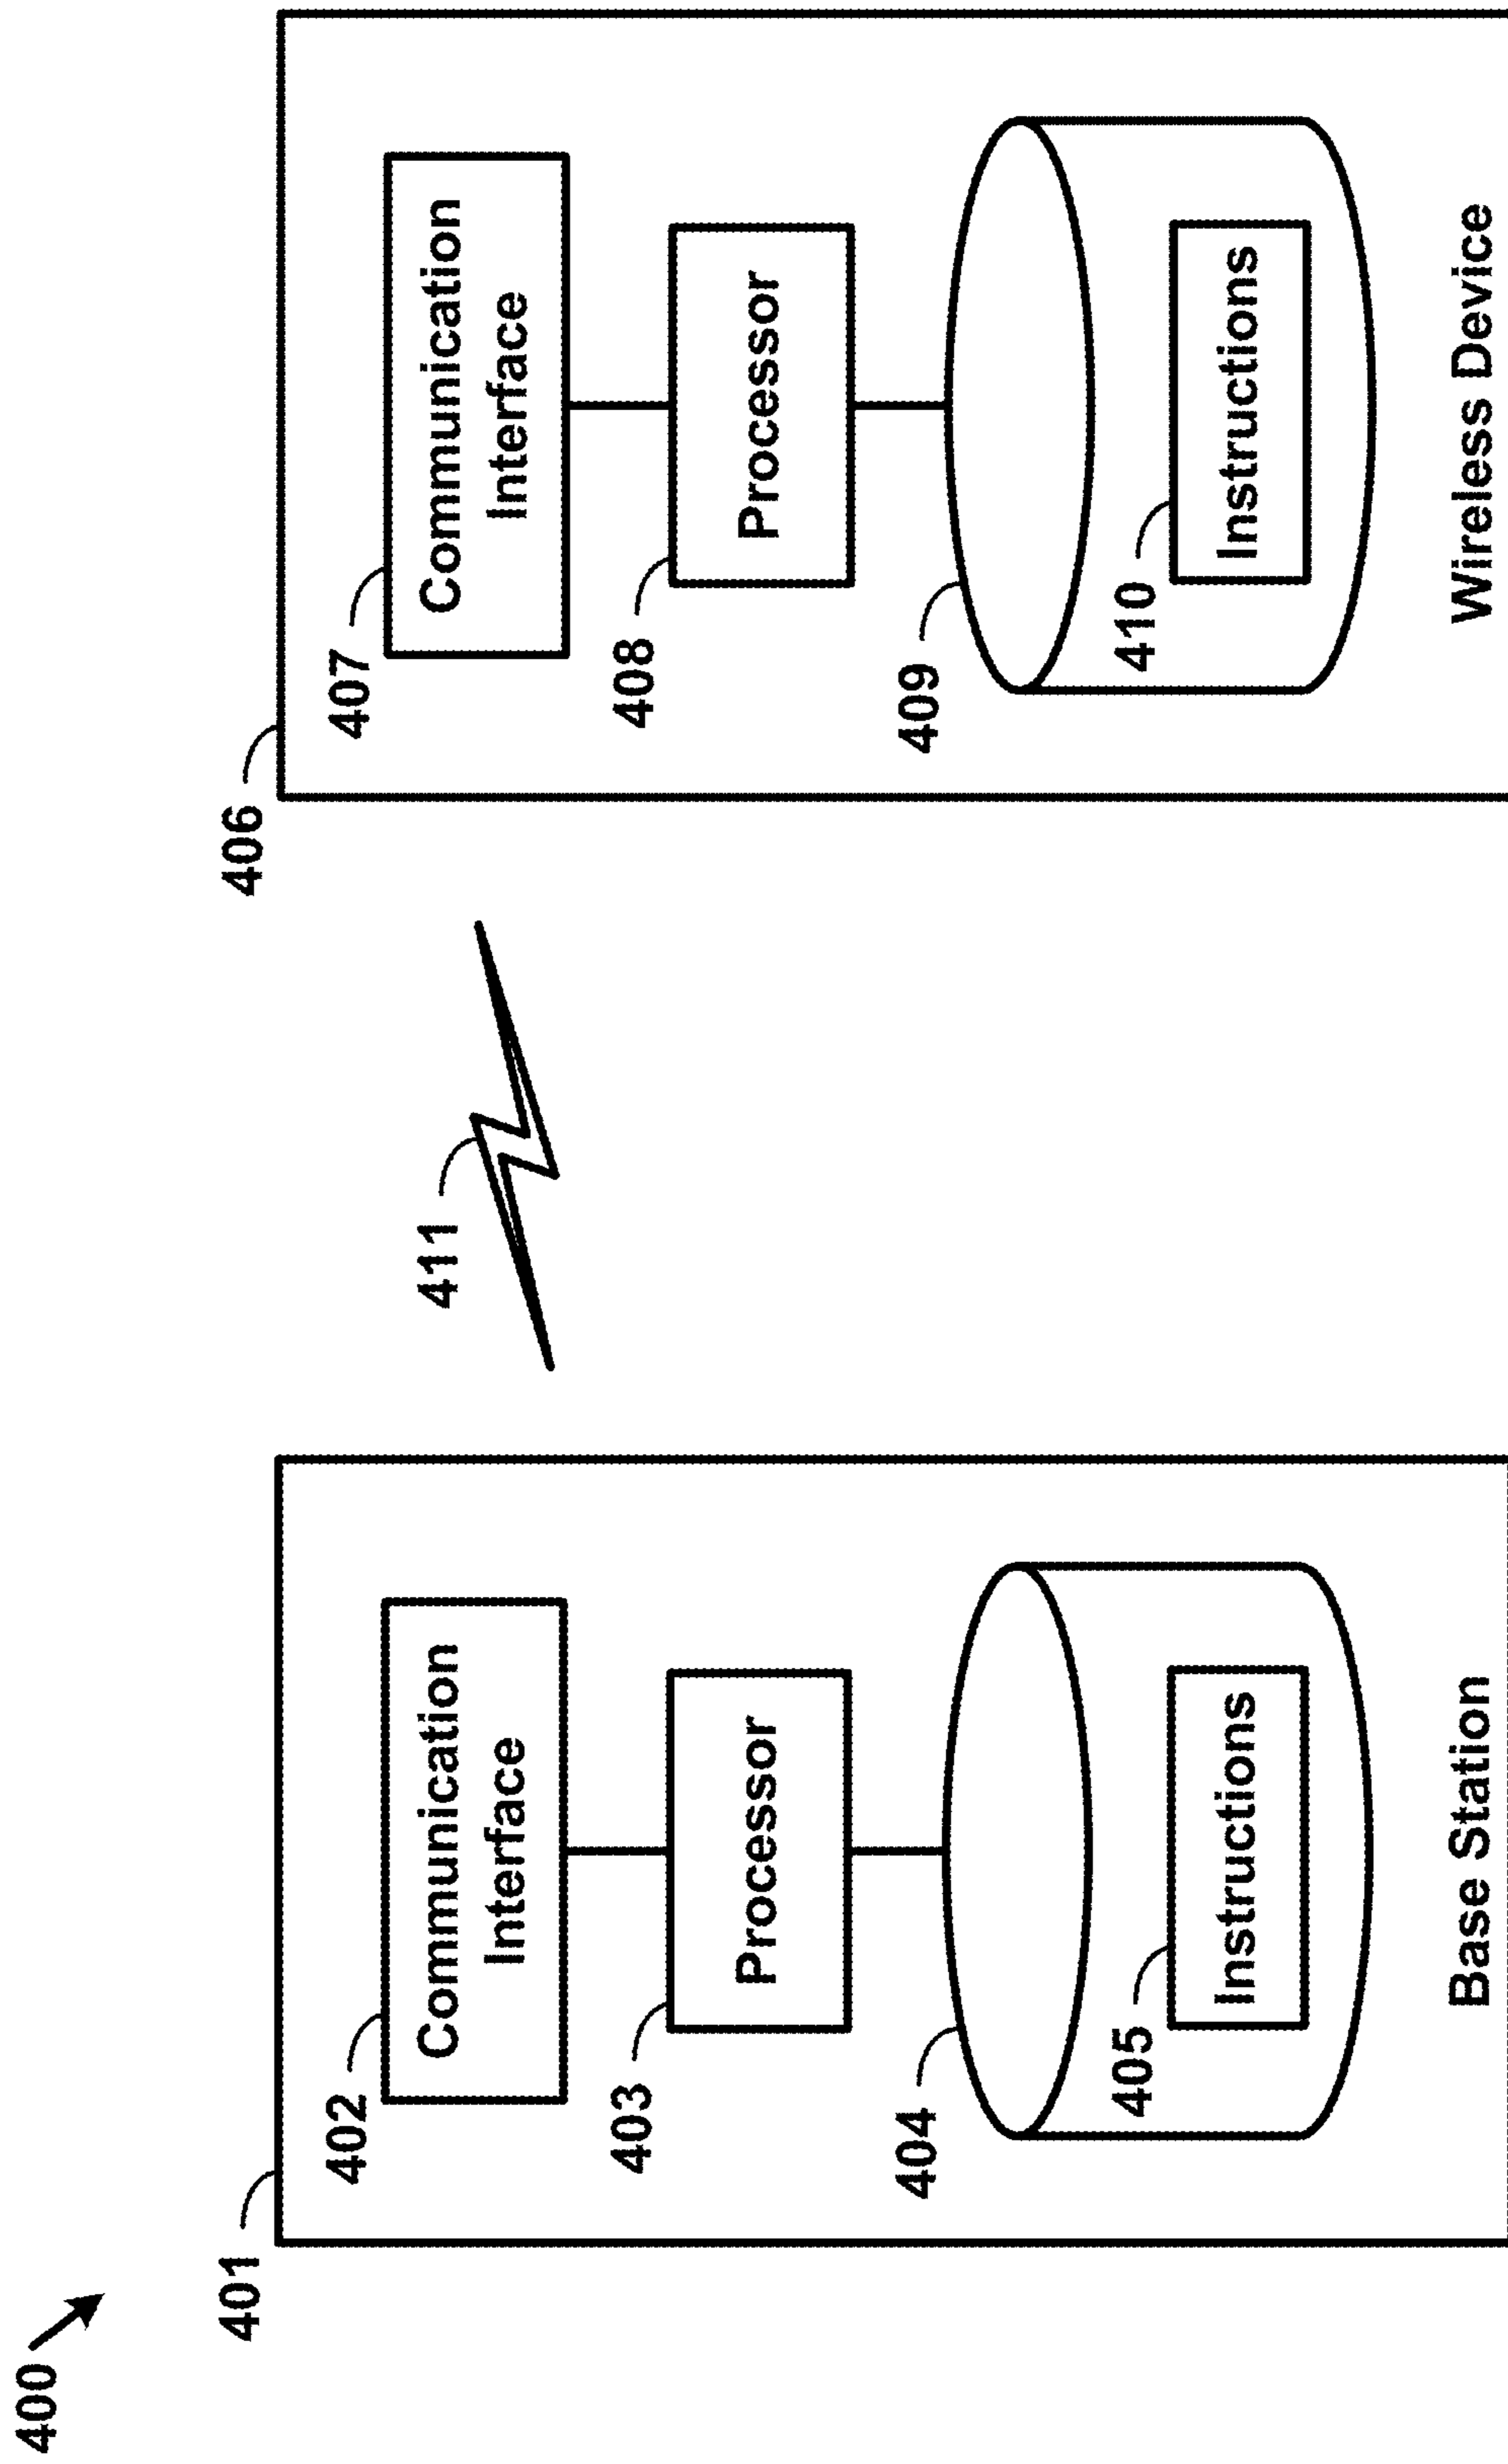 400
401
402
Communication
Interface
403
Processor
404
405
Instructions
Base Station
411
406
407
Communication
Interface
408
Processor
409
410
Instructions
Wireless Device